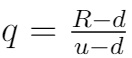 q = \frac{R-d}{u-d}